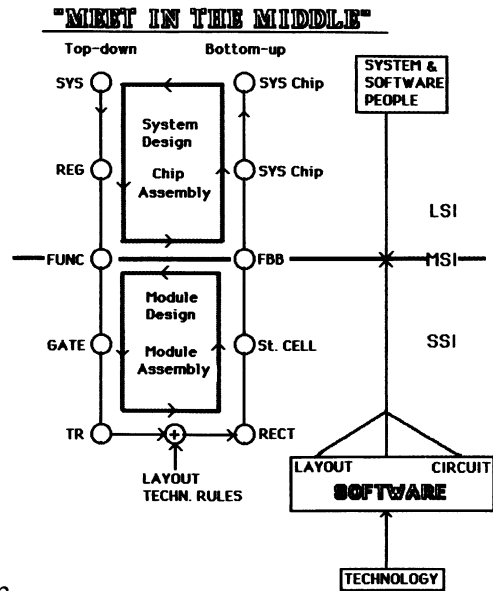 "MEET IN THE MIDDLE"
Top-down Bottom-up
SYS SYS Chip
SYSTEM &
SOFTWARE
PEOPLE
System
Design
Chip
Assembly
REG SYS Chip
LSI
FUNC FBB MSI
Module
Design
Module
Assembly
GATE St. CELL SSI
TR + RECT
LAYOUT
TECHN. RULES
LAYOUT CIRCUIT
SOFTWARE
TECHNOLOGY